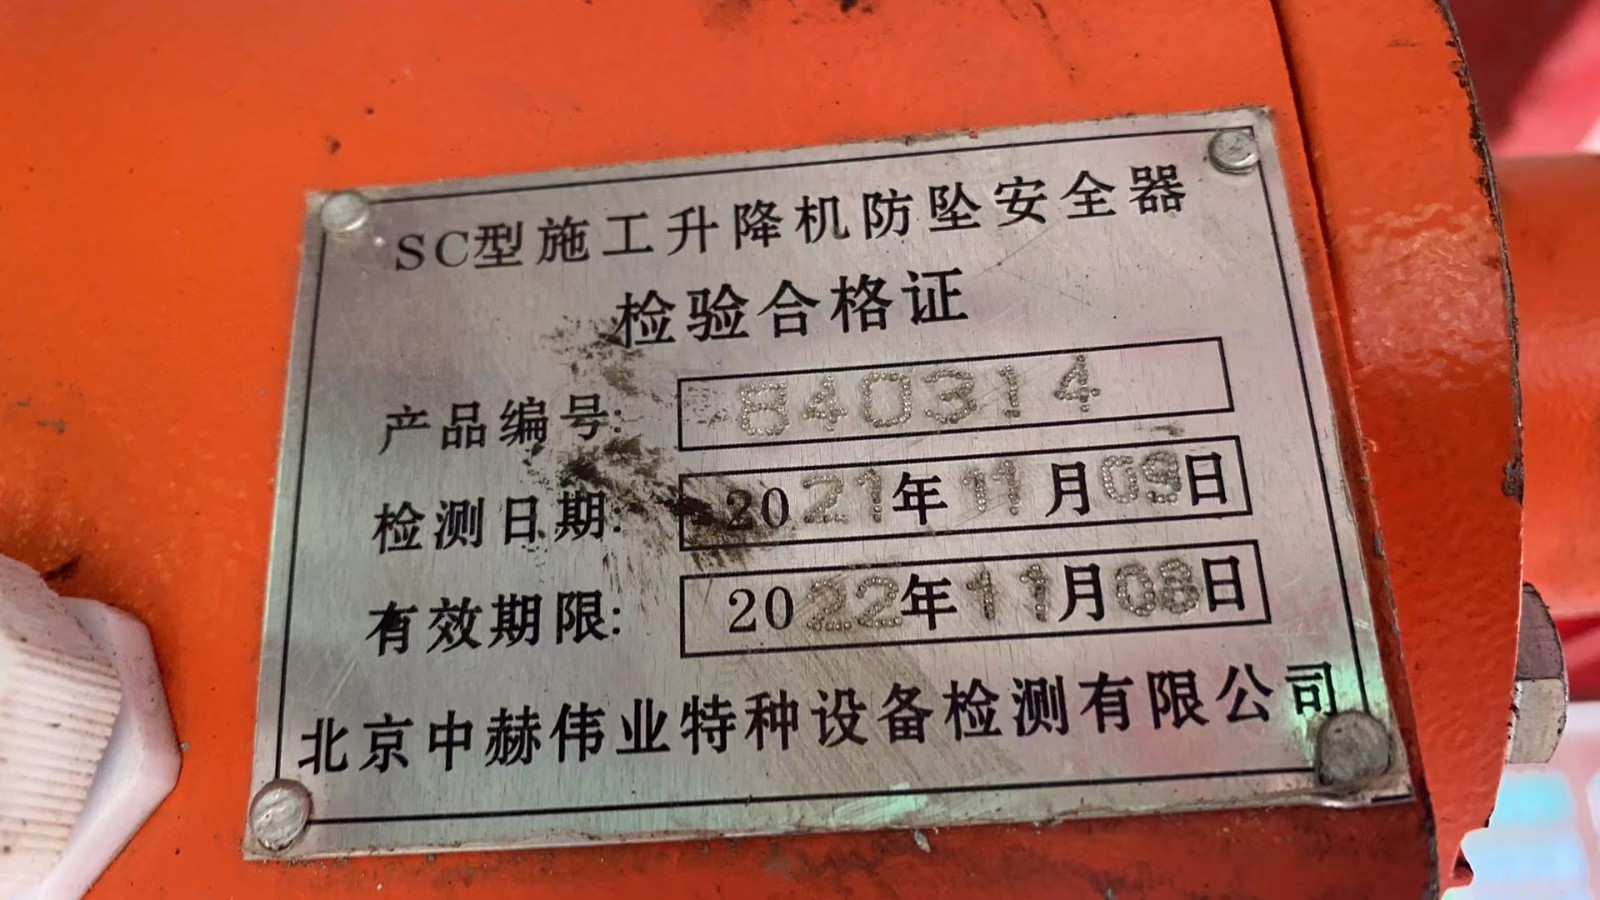 SC型施工升降机防坠安全器
检验合格证
产品编号: 840314
检测日期: 2021年11月09日
有效期限: 2022年11月08日
北京中赫伟业特种设备检测有限公司